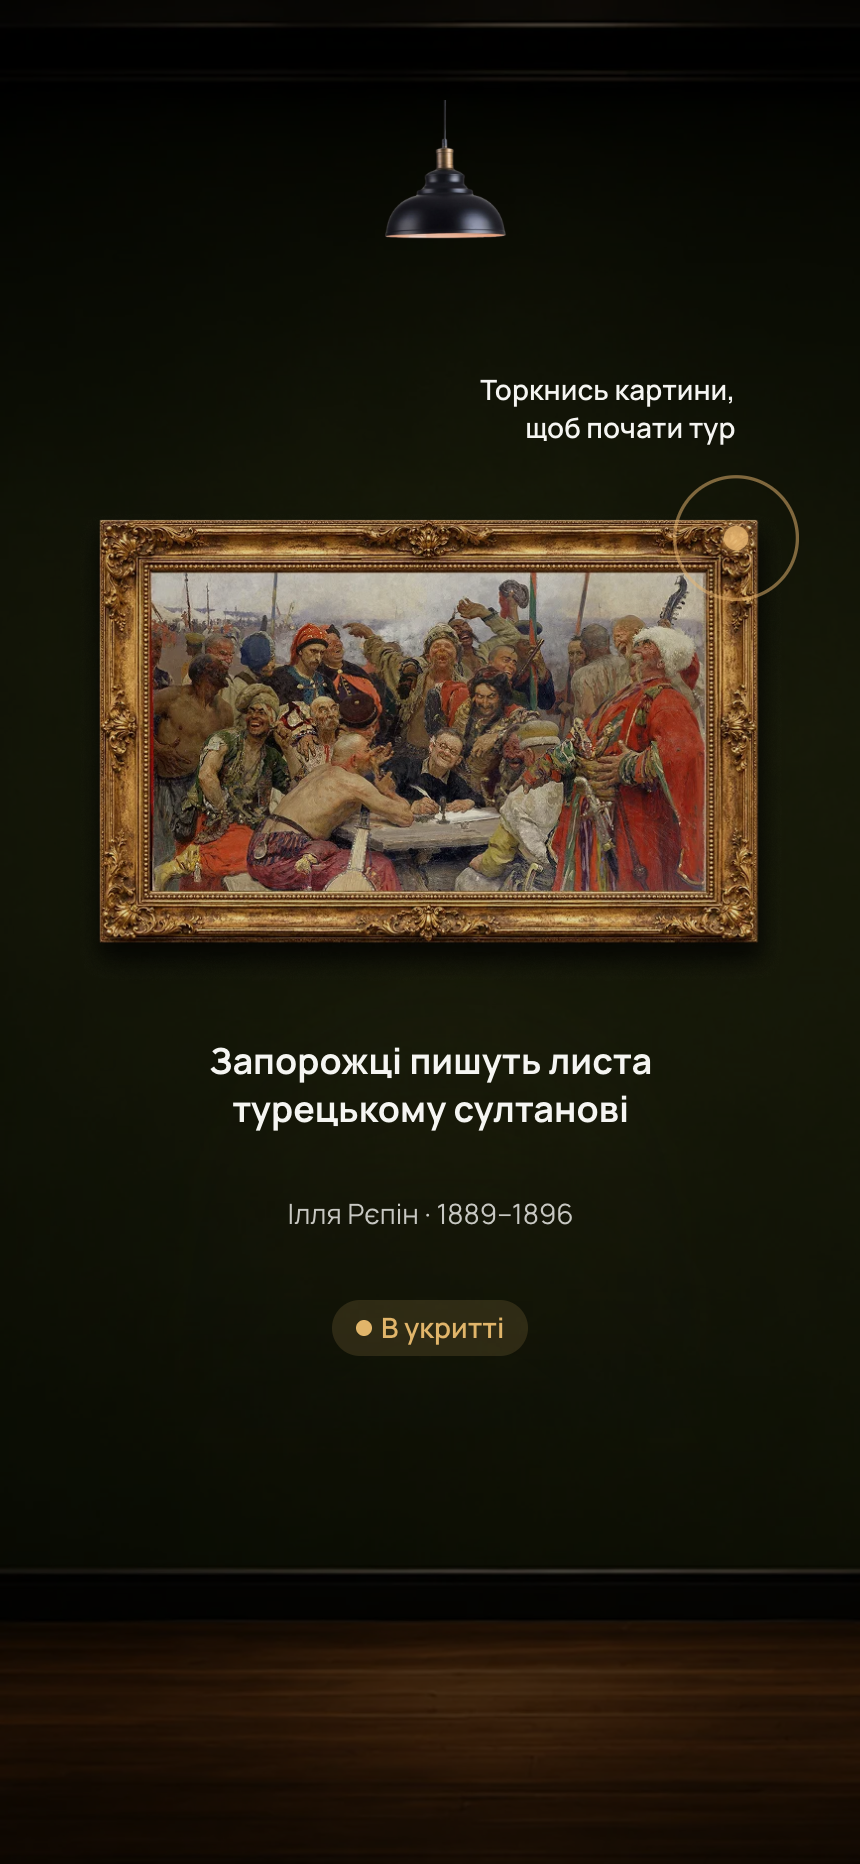 Торкнись картини,
щоб почати тур
Запорожці пишуть листа
турецькому султанові
Ілля Рєпін · 1889–1896
В укритті